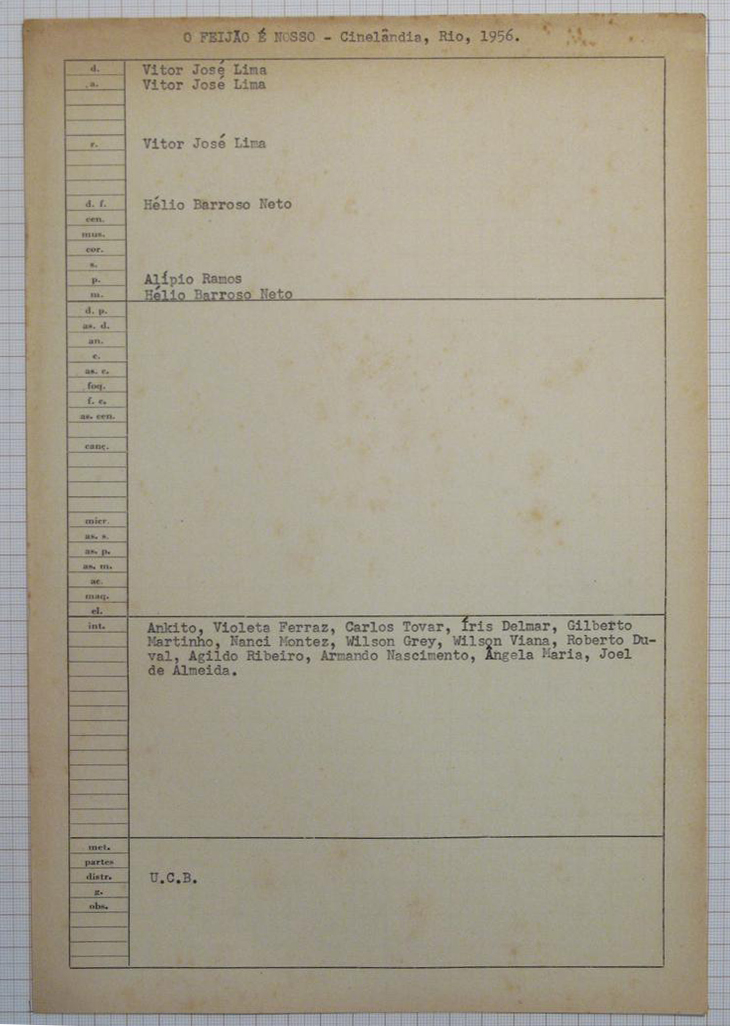 O FEIJÃO É NOSSO - Cinelândia, Rio, 1956.
d. Vitor José Lima
a. Vitor José Lima
r. Vitor José Lima
d. f. Hélio Barroso Neto
cen.
mus.
cor.
s.
p. Alípio Ramos
m. Hélio Barroso Neto
d. p.
as. d.
an.
c.
as. c.
foq.
f. c.
as. cen.
canç.
micr.
as. s.
as. p.
as. m.
ac.
maq.
el.
int. Ankito, Violeta Ferraz, Carlos Tovar, Íris Delmar, Gilberto
Martinho, Nanci Montez, Wilson Grey, Wilson Viana, Roberto Du-
val, Agildo Ribeiro, Armando Nascimento, Ângela Maria, Joel
de Almeida.
met.
partes
distr. U.C.B.
g.
obs.